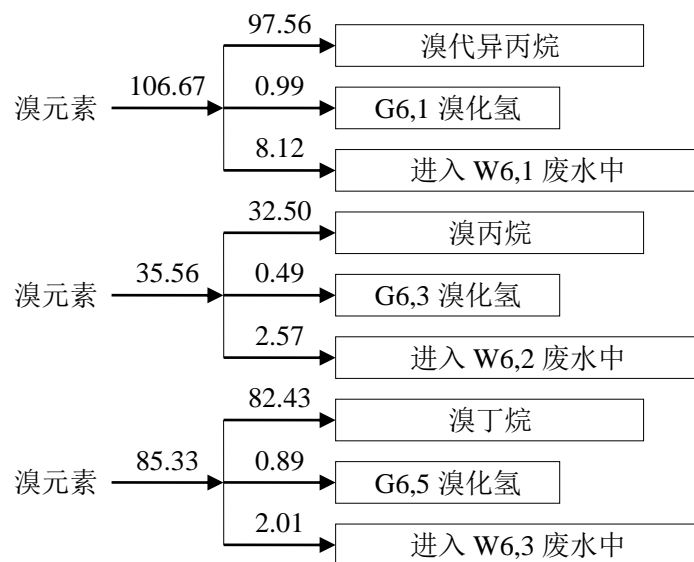 97.56
溴代异丙烷
溴元素
106.67
0.99
G6,1 溴化氢
8.12
进入 W6,1 废水中
32.50
溴丙烷
溴元素
35.56
0.49
G6,3 溴化氢
2.57
进入 W6,2 废水中
82.43
溴丁烷
溴元素
85.33
0.89
G6,5 溴化氢
2.01
进入 W6,3 废水中